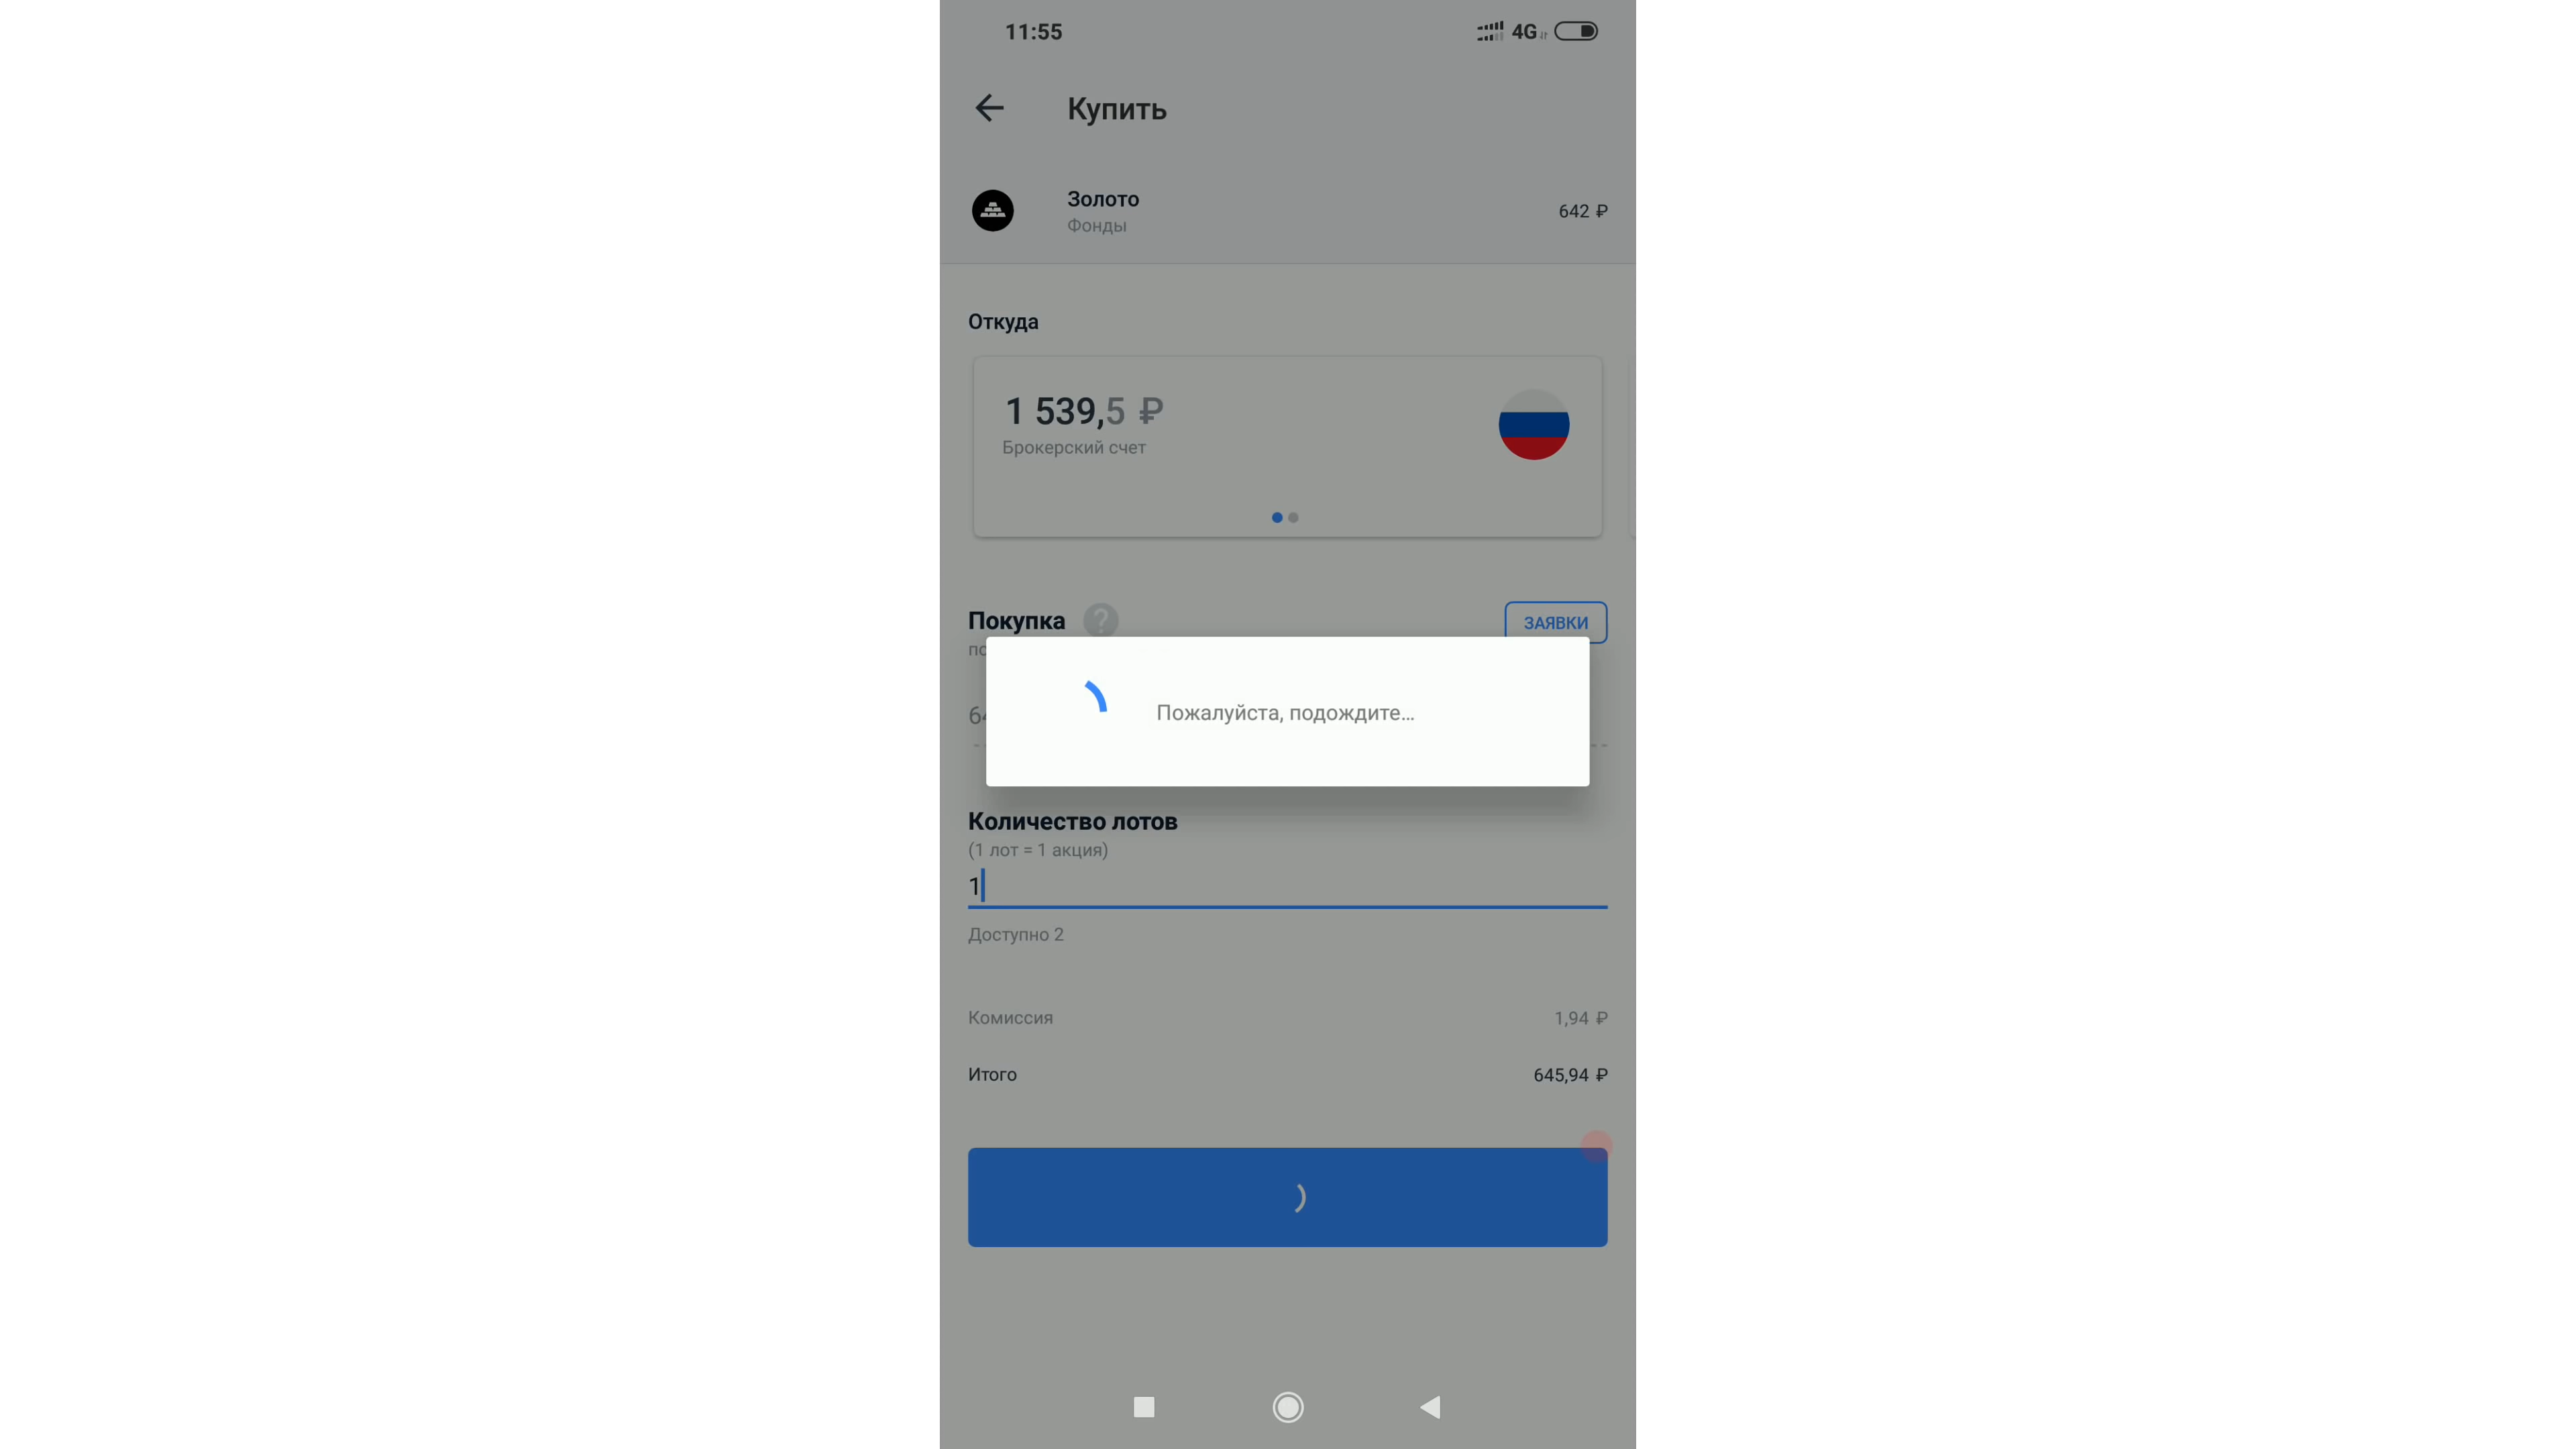 11:55
4G
Купить
Золото
Фонды
642 ₽
Откуда
1 539,5 ₽
Брокерский счет
Покупка ?
ЗАЯВКИ
Пожалуйста, подождите...
Количество лотов
(1 лот = 1 акция)
1
Доступно 2
Комиссия
1,94 ₽
Итого
645,94 ₽